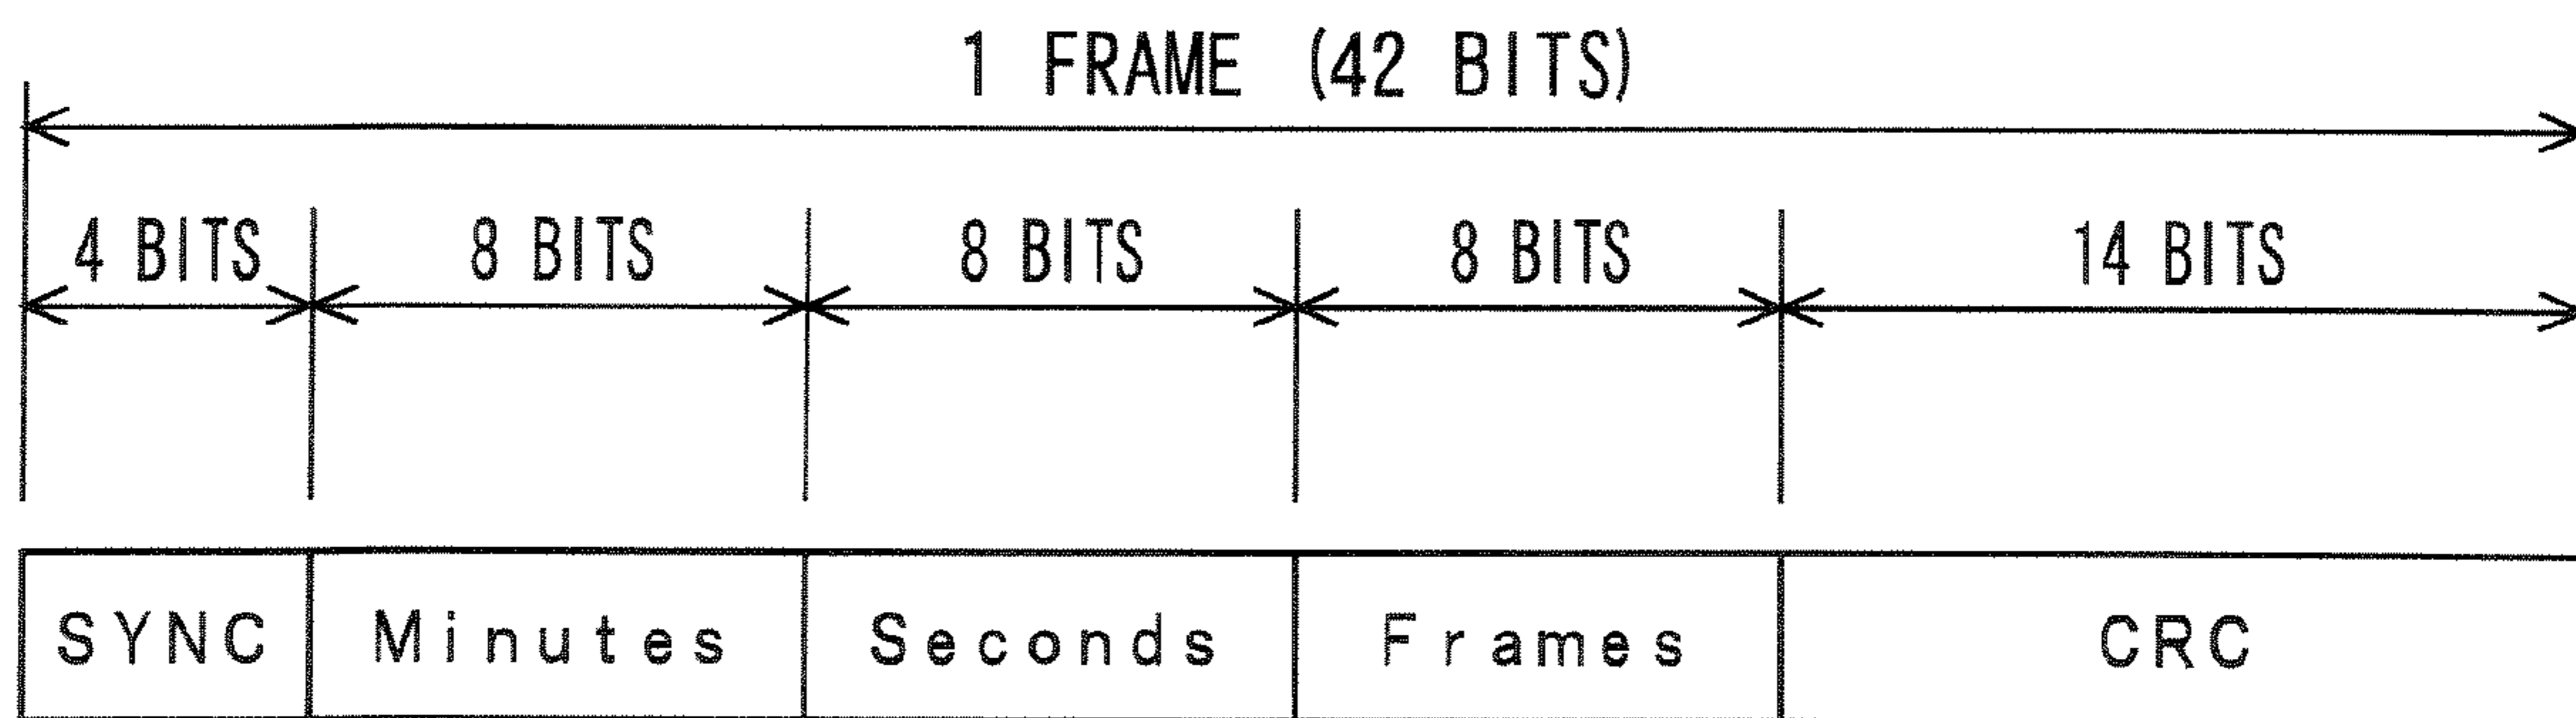 1 FRAME (42 BITS)
4 BITS 8 BITS 8 BITS 8 BITS 14 BITS
SYNC Minutes Seconds Frames CRC